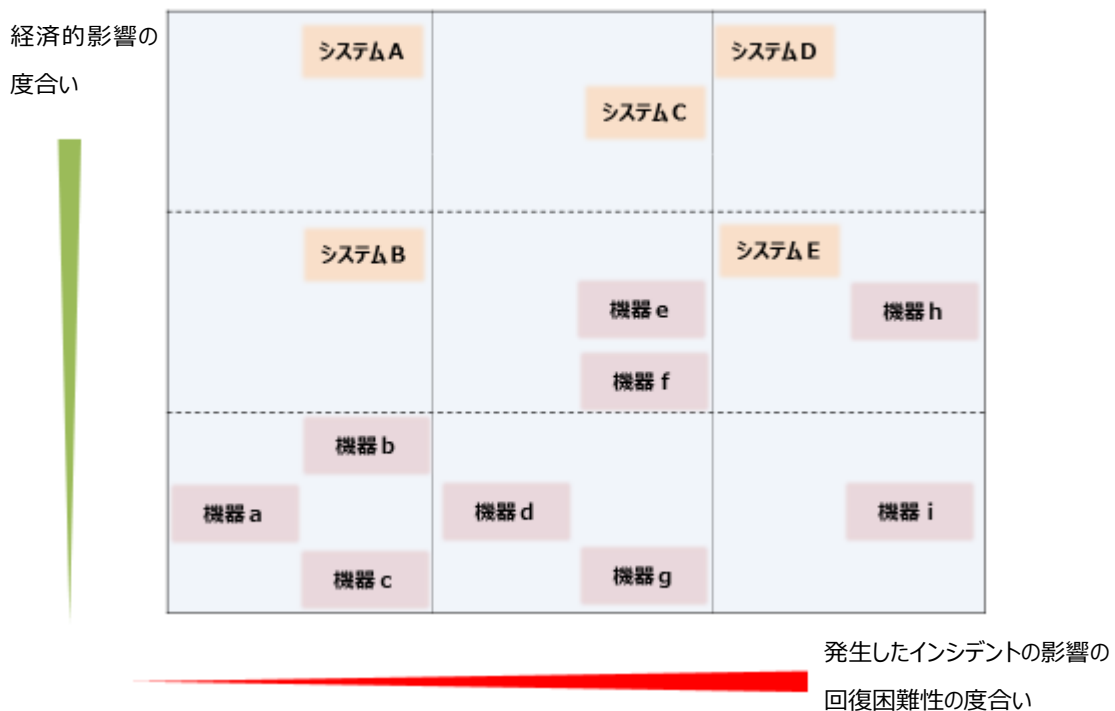 経済的影響の
度合い
システムA
システムD
システムC
システムB
システムE
機器e
機器h
機器f
機器b
機器a
機器d
機器i
機器c
機器g
発生したインシデントの影響の
回復困難性の度合い